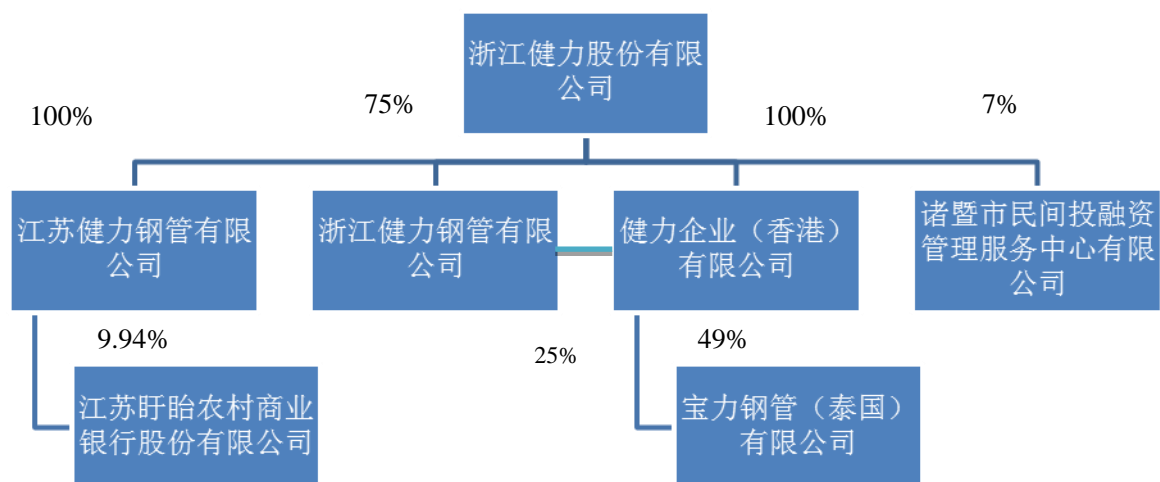 浙江健力股份有限
公司
100%
75%
100%
7%
江苏健力钢管有限
公司
浙江健力钢管有限
公司
健力企业（香港）
有限公司
诸暨市民间投融资
管理服务中心有限
公司
9.94%
25%
49%
江苏盱眙农村商业
银行股份有限公司
宝力钢管（泰国）
有限公司